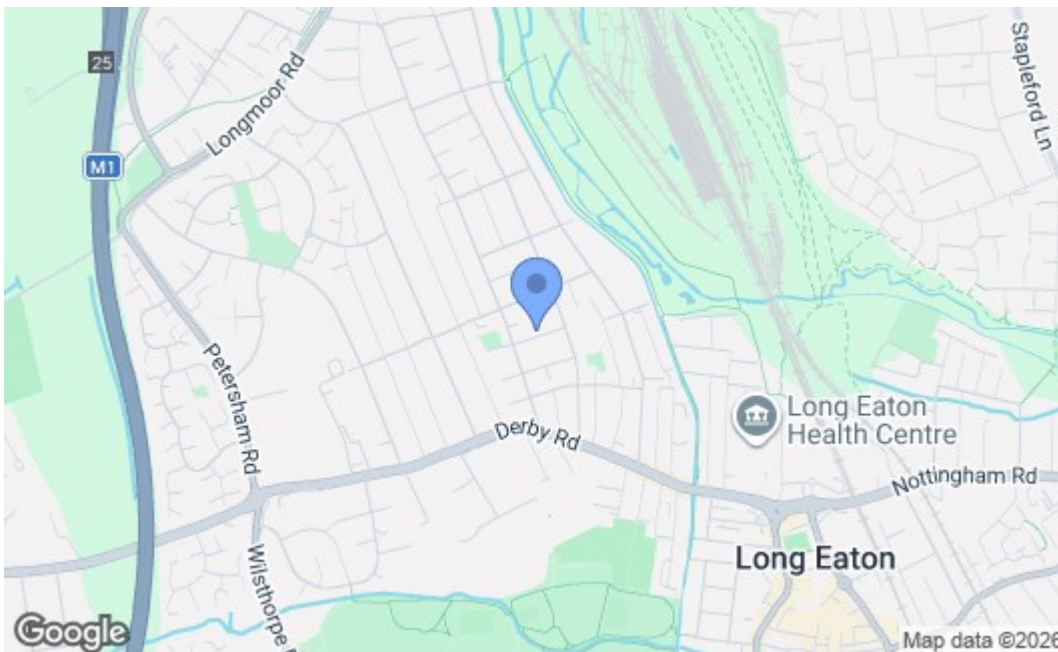 25
Longmoor Rd
Stapleford Ln
M1
Petersham Rd
Derby Rd
Long Eaton
Health Centre
Nottingham Rd
Long Eaton
Wilsthorpe
Google
Map data ©2026